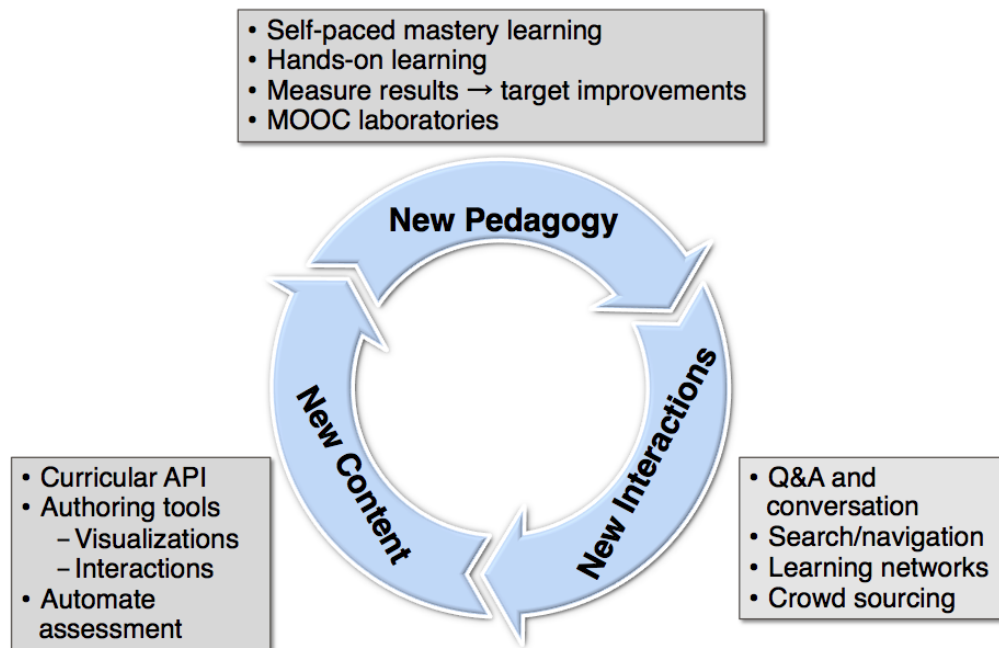 • Self-paced mastery learning
• Hands-on learning
• Measure results → target improvements
• MOOC laboratories
New Pedagogy
New Interactions
New Content
• Curricular API
• Authoring tools
– Visualizations
– Interactions
• Automate
assessment
• Q&A and
conversation
• Search/navigation
• Learning networks
• Crowd sourcing